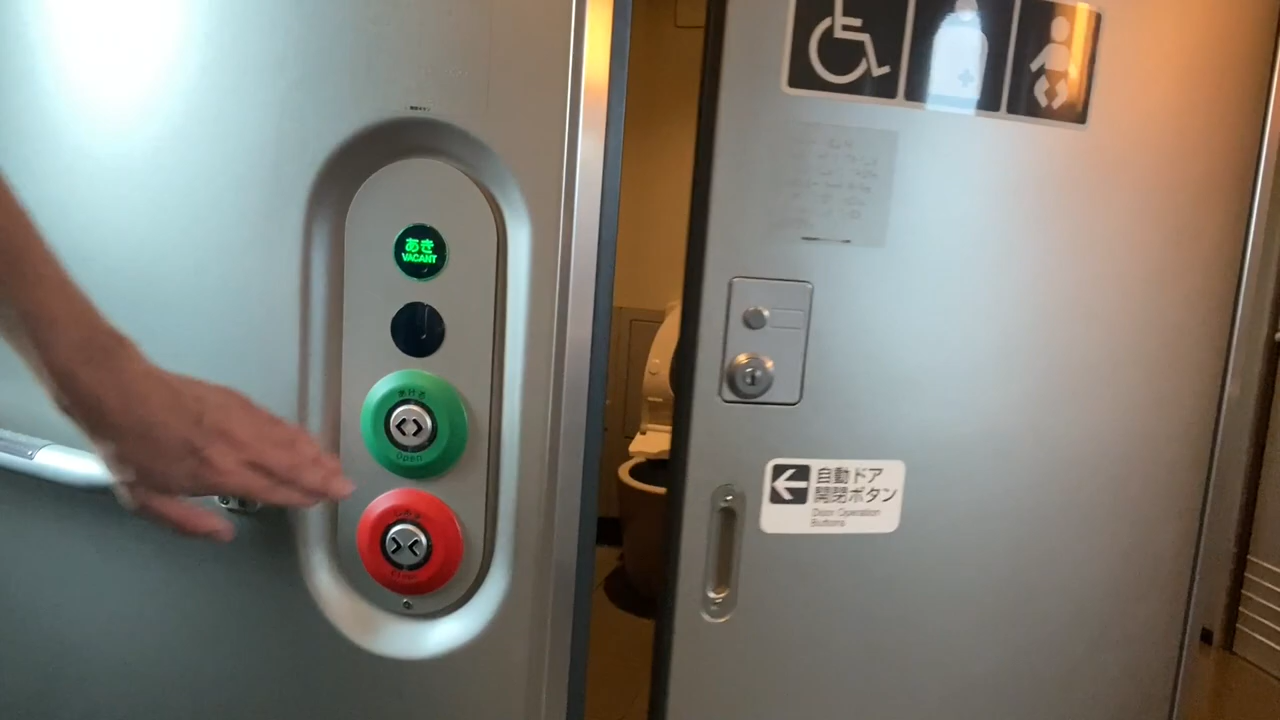 あき
VACANT
あける
Open
しめる
Close
自動ドア
開閉ボタン
Door Operation
Buttons